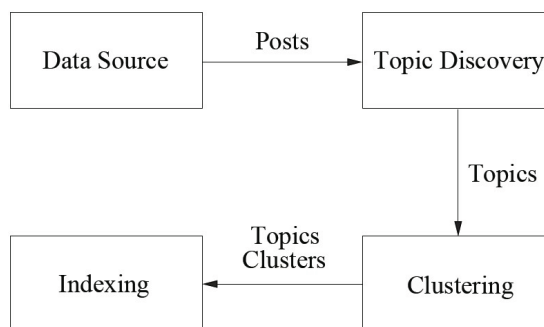 Data Source
Posts
Topic Discovery
Topics
Topics
Clusters
Indexing
Clustering